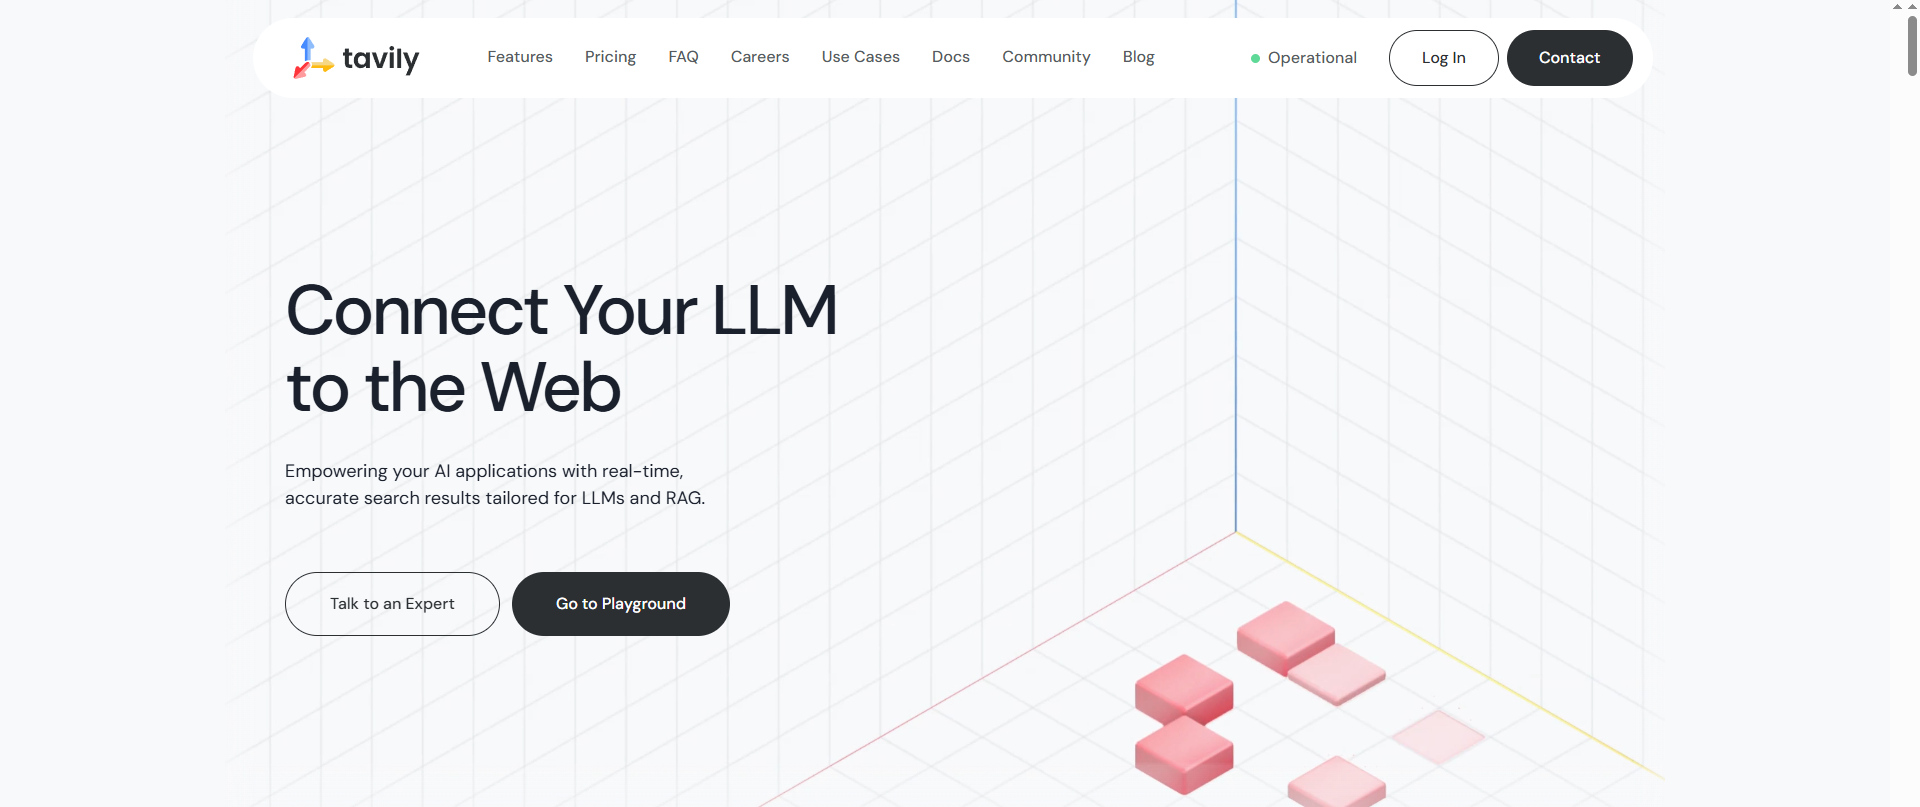 tavily
Features Pricing FAQ Careers Use Cases Docs Community Blog
Operational
Log In
Contact
Connect Your LLM
to the Web
Empowering your AI applications with real-time,
accurate search results tailored for LLMs and RAG.
Talk to an Expert
Go to Playground